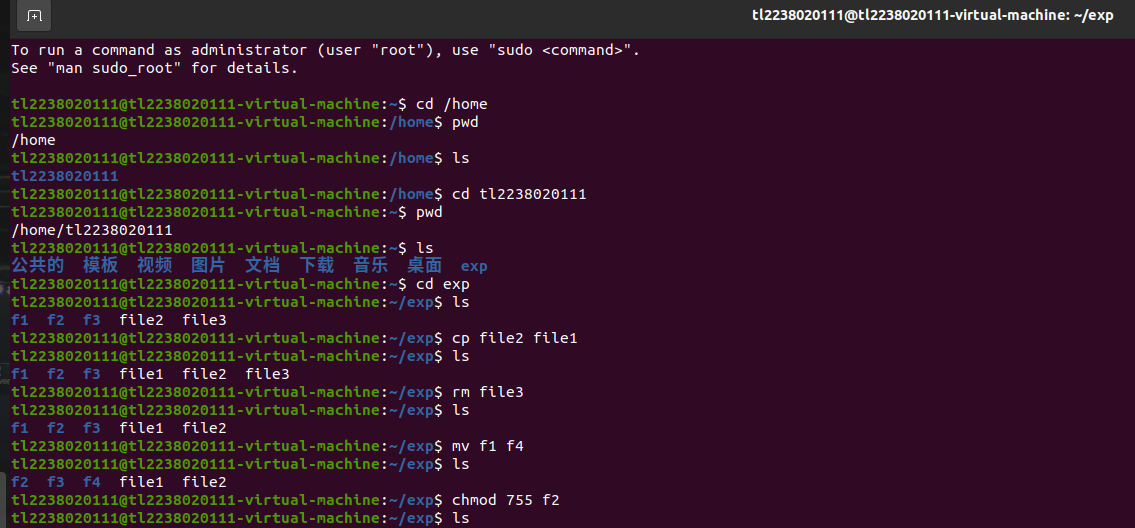 tl2238020111@tl2238020111-virtual-machine: ~/exp
To run a command as administrator (user "root"), use "sudo <command>".
See "man sudo_root" for details.
tl2238020111@tl2238020111-virtual-machine:~$ cd /home
tl2238020111@tl2238020111-virtual-machine:/home$ pwd
/home
tl2238020111@tl2238020111-virtual-machine:/home$ ls
tl2238020111
tl2238020111@tl2238020111-virtual-machine:/home$ cd tl2238020111
tl2238020111@tl2238020111-virtual-machine:~$ pwd
/home/tl2238020111
tl2238020111@tl2238020111-virtual-machine:~$ ls
公共的 模板 视频 图片 文档 下载 音乐 桌面 exp
tl2238020111@tl2238020111-virtual-machine:~$ cd exp
tl2238020111@tl2238020111-virtual-machine:~/exp$ ls
f1 f2 f3 file2 file3
tl2238020111@tl2238020111-virtual-machine:~/exp$ cp file2 file1
tl2238020111@tl2238020111-virtual-machine:~/exp$ ls
f1 f2 f3 file1 file2 file3
tl2238020111@tl2238020111-virtual-machine:~/exp$ rm file3
tl2238020111@tl2238020111-virtual-machine:~/exp$ ls
f1 f2 f3 file1 file2
tl2238020111@tl2238020111-virtual-machine:~/exp$ mv f1 f4
tl2238020111@tl2238020111-virtual-machine:~/exp$ ls
f2 f3 f4 file1 file2
tl2238020111@tl2238020111-virtual-machine:~/exp$ chmod 755 f2
tl2238020111@tl2238020111-virtual-machine:~/exp$ ls